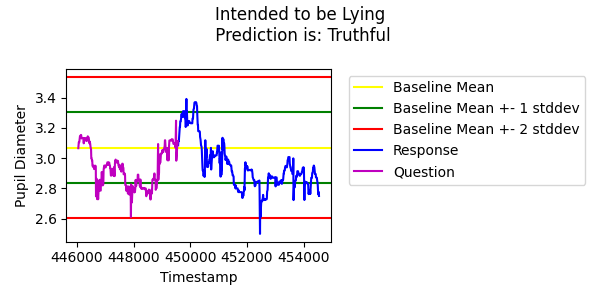 Intended to be Lying
Prediction is: Truthful
Pupil Diameter
3.4
3.2
3.0
2.8
2.6
446000 448000 450000 452000 454000
Timestamp
Baseline Mean
Baseline Mean +- 1 stddev
Baseline Mean +- 2 stddev
Response
Question